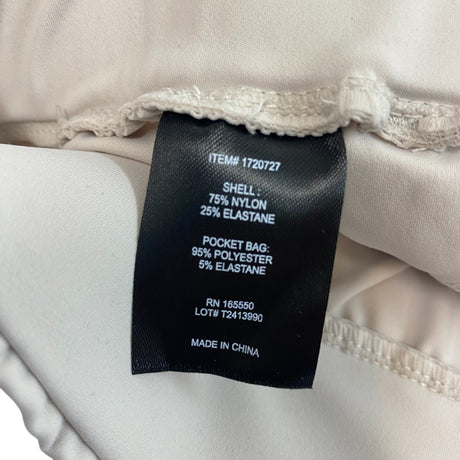 ITEM# 1720727
SHELL :
75% NYLON
25% ELASTANE
POCKET BAG:
95% POLYESTER
5% ELASTANE
RN 165550
LOT# T2413990
MADE IN CHINA